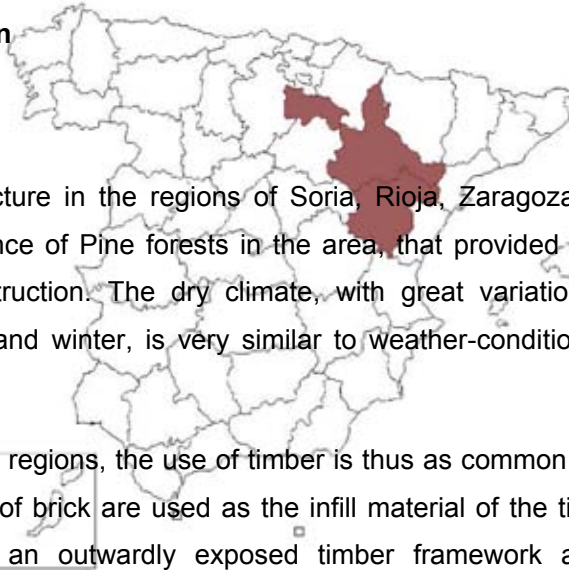 n
cture in the regions of Soria, Rioja, Zaragoza
nce of Pine forests in the area, that provided
truction. The dry climate, with great variatio
and winter, is very similar to weather-conditio
regions, the use of timber is thus as common
of brick are used as the infill material of the ti
an outwardly exposed timber framework a